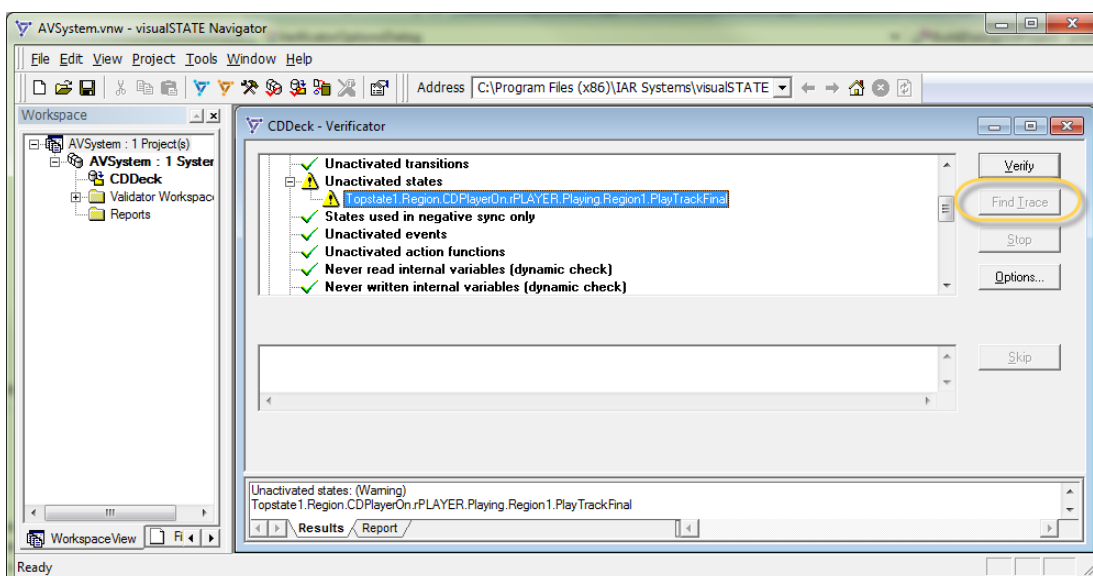 AVSystem.vnw - visualSTATE Navigator
File Edit View Project Tools Window Help
Address C:\Program Files (x86)\IAR Systems\visualSTATE
Workspace
AVSystem : 1 Project(s)
AVSystem : 1 System
CDDeck
Validator Workspac
Reports
WorkspaceView Fi
CDDeck - Verificator
Unactivated transitions
Unactivated states
Topstate1.Region.CDPlayerOn.rPLAYER.Playing.Region1.PlayTrackFinal
States used in negative sync only
Unactivated events
Unactivated action functions
Never read internal variables (dynamic check)
Never written internal variables (dynamic check)
Verify
Find Trace
Stop
Options...
Skip
Unactivated states: (Warning)
Topstate1.Region.CDPlayerOn.rPLAYER.Playing.Region1.PlayTrackFinal
Results Report
Ready